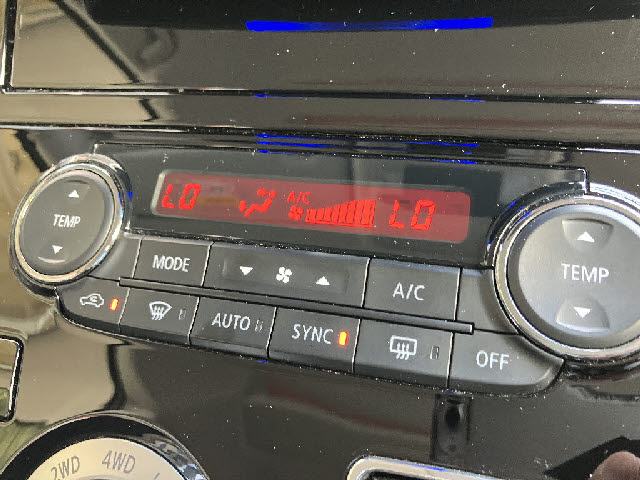 LO A/C LO
TEMP
MODE
A/C
TEMP
AUTO
SYNC
OFF
2WD 4WD